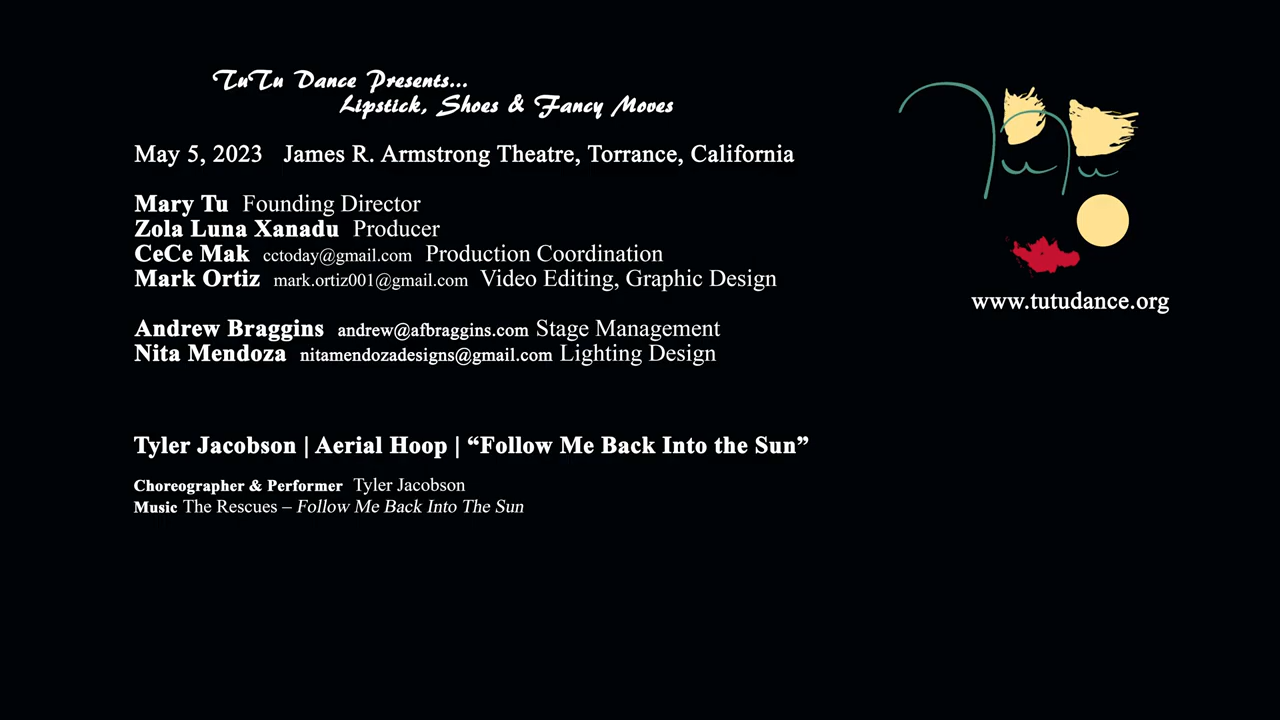 TuTu Dance Presents...
Lipstick, Shoes & Fancy Moves
May 5, 2023 James R. Armstrong Theatre, Torrance, California
Mary Tu Founding Director
Zola Luna Xanadu Producer
CeCe Mak cctoday@gmail.com Production Coordination
Mark Ortiz mark.ortiz001@gmail.com Video Editing, Graphic Design
Andrew Braggins andrew@afbraggins.com Stage Management
Nita Mendoza nitamendozadesigns@gmail.com Lighting Design
Tyler Jacobson | Aerial Hoop | “Follow Me Back Into the Sun”
Choreographer & Performer Tyler Jacobson
Music The Rescues – Follow Me Back Into The Sun
TuTu
www.tutudance.org